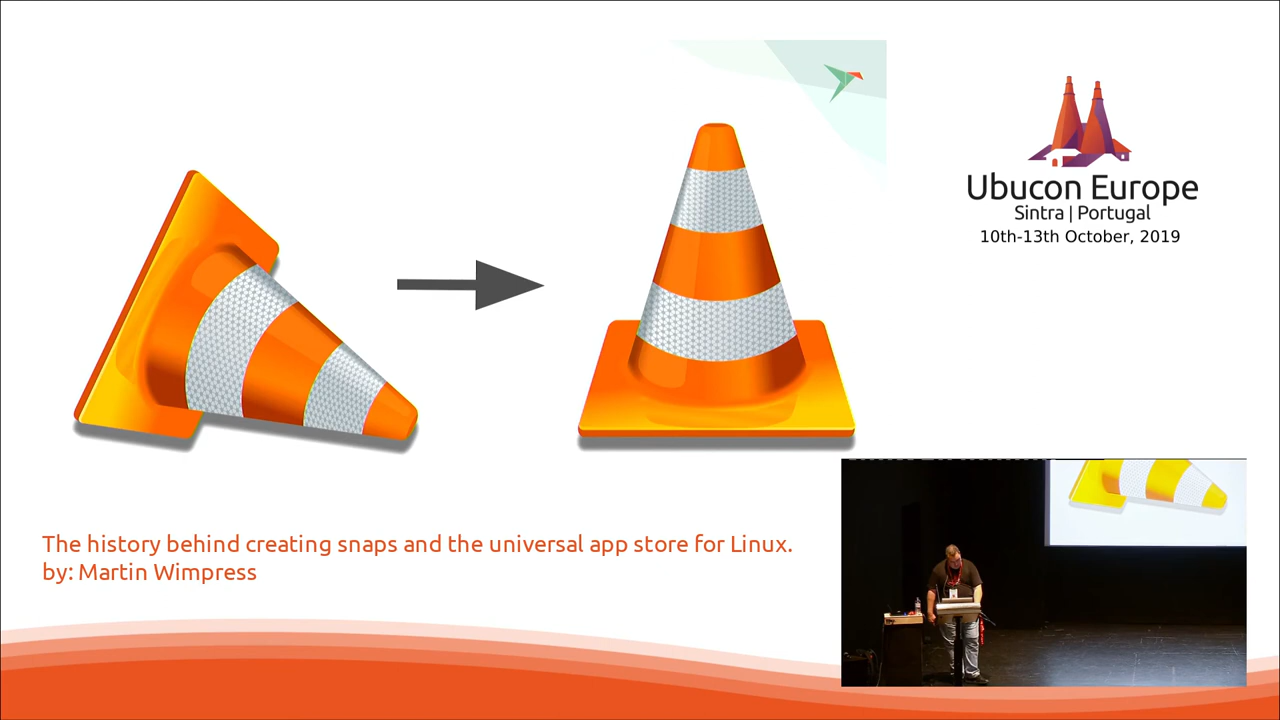 Ubucon Europe
Sintra | Portugal
10th-13th October, 2019
The history behind creating snaps and the universal app store for Linux.
by: Martin Wimpress